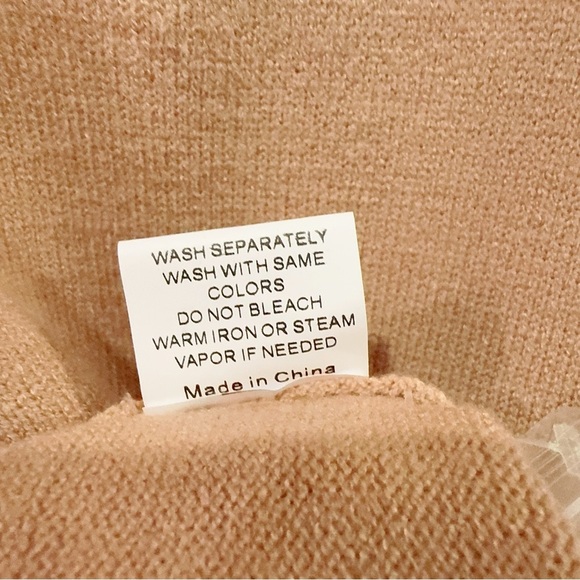 WASH SEPARATELY
WASH WITH SAME
COLORS
DO NOT BLEACH
WARM IRON OR STEAM
VAPOR IF NEEDED
Made in China